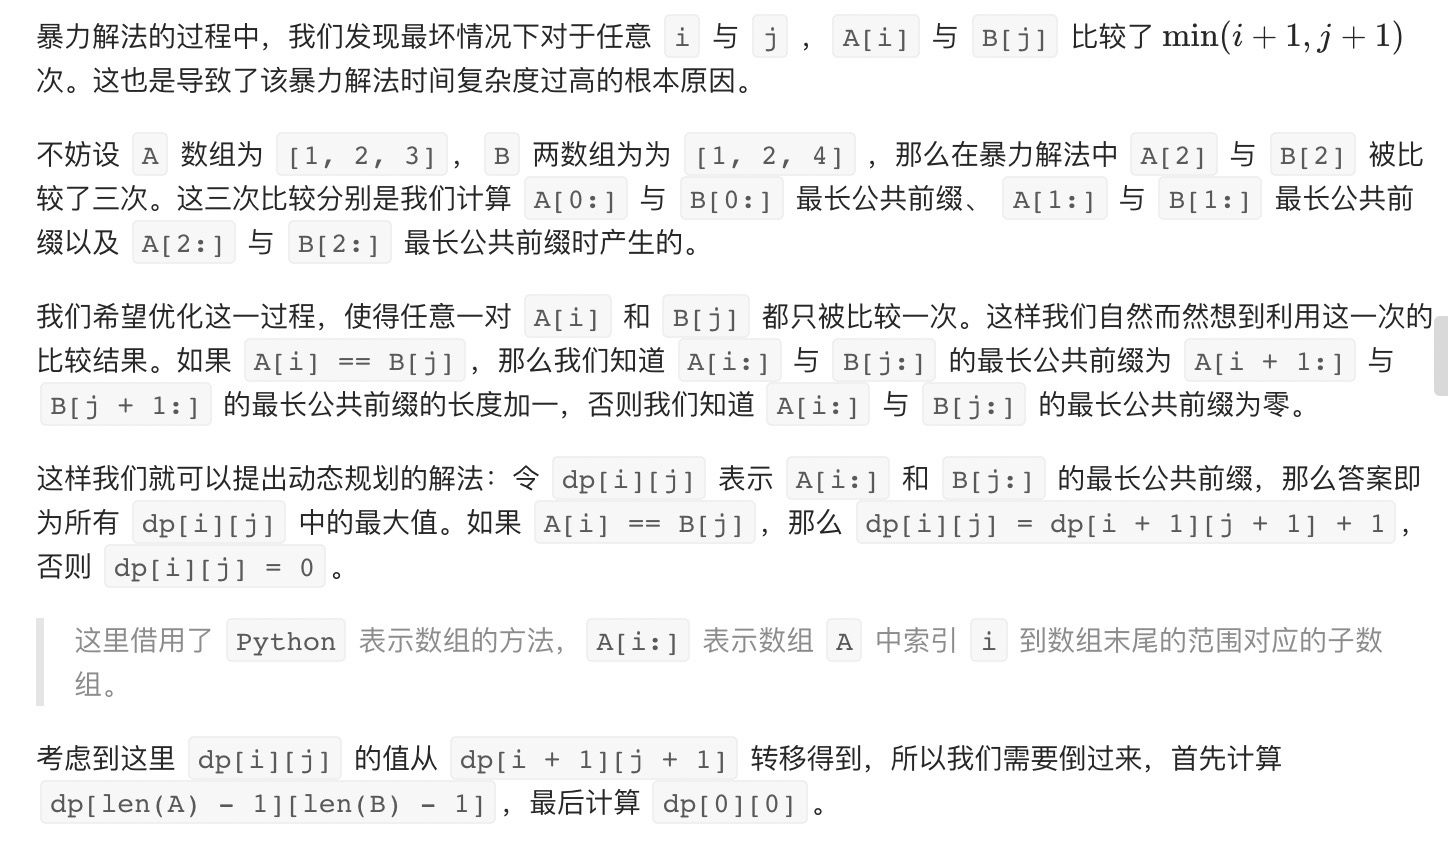 暴力解法的过程中，我们发现最坏情况下对于任意 i 与 j ， A[i] 与 B[j] 比较了 min(i + 1, j + 1)
次。这也是导致了该暴力解法时间复杂度过高的根本原因。
不妨设 A 数组为 [1, 2, 3]， B 两数组为为 [1, 2, 4] ，那么在暴力解法中 A[2] 与 B[2] 被比
较了三次。这三次比较分别是我们计算 A[0:] 与 B[0:] 最长公共前缀、 A[1:] 与 B[1:] 最长公共前
缀以及 A[2:] 与 B[2:] 最长公共前缀时产生的。
我们希望优化这一过程，使得任意一对 A[i] 和 B[j] 都只被比较一次。这样我们自然而然想到利用这一次的
比较结果。如果 A[i] == B[j]，那么我们知道 A[i:] 与 B[j:] 的最长公共前缀为 A[i + 1:] 与
B[j + 1:] 的最长公共前缀的长度加一，否则我们知道 A[i:] 与 B[j:] 的最长公共前缀为零。
这样我们就可以提出动态规划的解法：令 dp[i][j] 表示 A[i:] 和 B[j:] 的最长公共前缀，那么答案即
为所有 dp[i][j] 中的最大值。如果 A[i] == B[j]，那么 dp[i][j] = dp[i + 1][j + 1] + 1，
否则 dp[i][j] = 0 。
这里借用了 Python 表示数组的方法， A[i:] 表示数组 A 中索引 i 到数组末尾的范围对应的子数
组。
考虑到这里 dp[i][j] 的值从 dp[i + 1][j + 1] 转移得到，所以我们需要倒过来，首先计算
dp[len(A) - 1][len(B) - 1]，最后计算 dp[0][0] 。